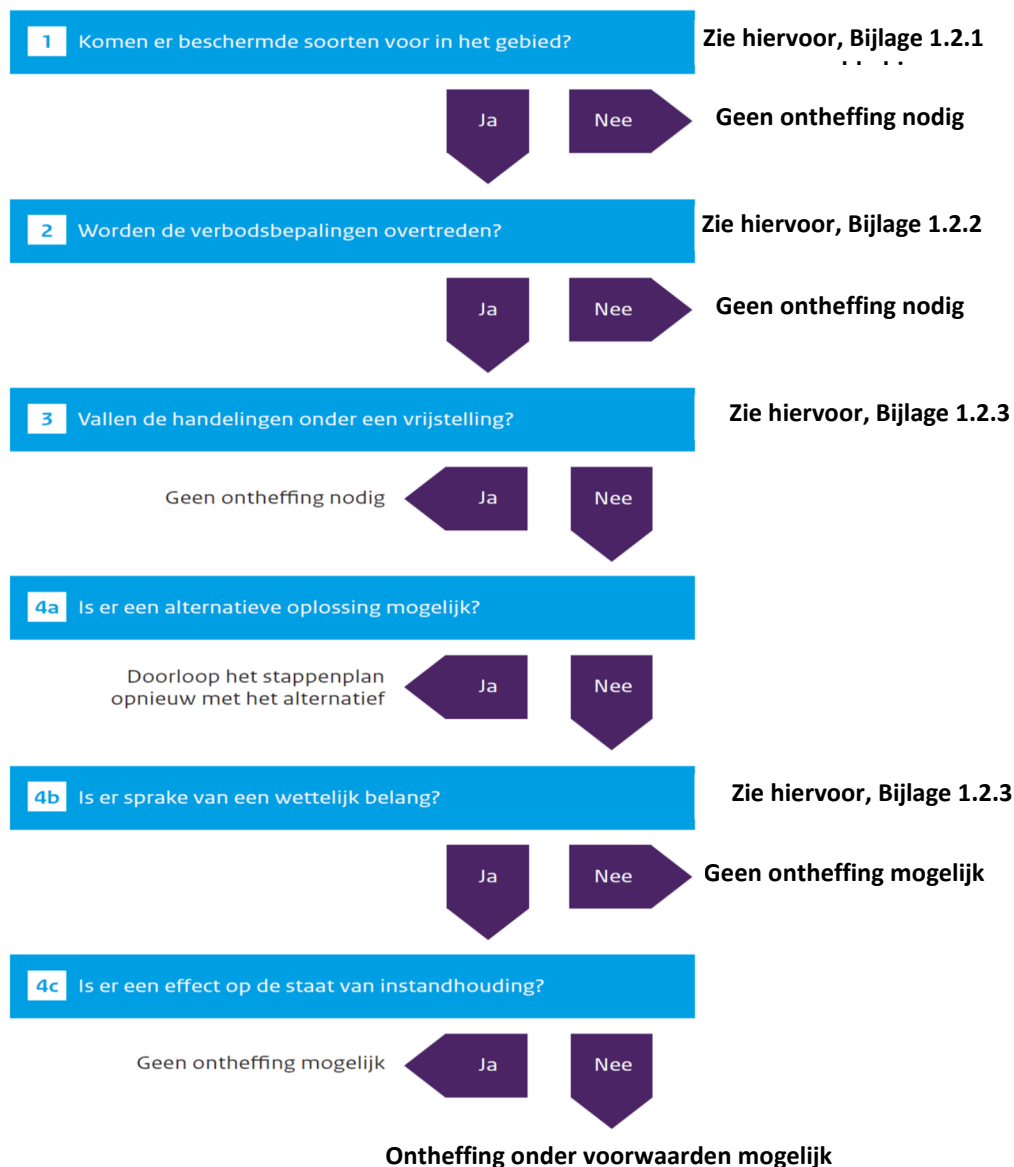 1 Komen er beschermde soorten voor in het gebied? Zie hiervoor, Bijlage 1.2.1
Ja Nee Geen ontheffing nodig
2 Worden de verbodsbepalingen overtreden? Zie hiervoor, Bijlage 1.2.2
Ja Nee Geen ontheffing nodig
3 Vallen de handelingen onder een vrijstelling? Zie hiervoor, Bijlage 1.2.3
Geen ontheffing nodig Ja Nee
4a Is er een alternatieve oplossing mogelijk?
Doorloop het stappenplan
opnieuw met het alternatief
Ja Nee
4b Is er sprake van een wettelijk belang? Zie hiervoor, Bijlage 1.2.3
Ja Nee Geen ontheffing mogelijk
4c Is er een effect op de staat van instandhouding?
Geen ontheffing mogelijk Ja Nee
Ontheffing onder voorwaarden mogelijk